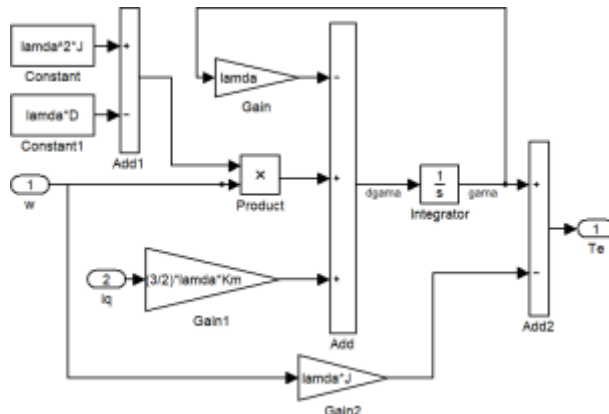 lamda^2*J
+
Constant
lamda*D
−
Constant1
Add1
lamda
Gain
−
×
Product
+
1
w
2
Iq
(3/2)*lamda*Km
Gain1
+
Add
dgama
1
s
Integrator
gama
+
−
Add2
1
Te
lamda*J
Gain2